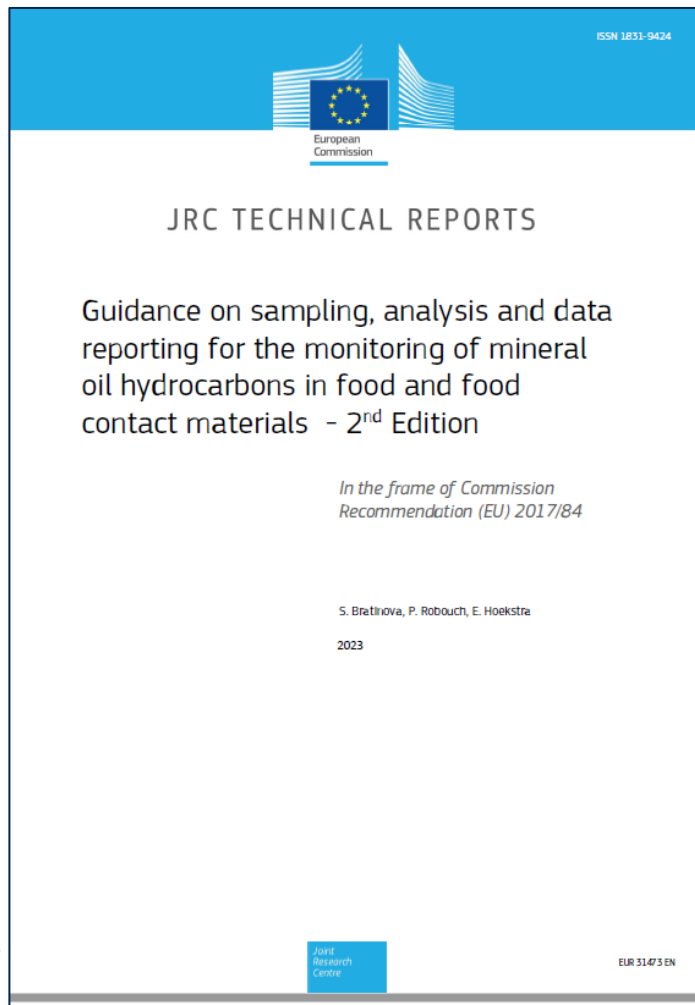 ISSN 1831-9424
European
Commission
JRC TECHNICAL REPORTS
Guidance on sampling, analysis and data
reporting for the monitoring of mineral
oil hydrocarbons in food and food
contact materials - 2nd Edition
In the frame of Commission
Recommendation (EU) 2017/84
S. Bratinova, P. Robouch, E. Hoekstra
2023
Joint
Research
Centre
EUR 31473 EN